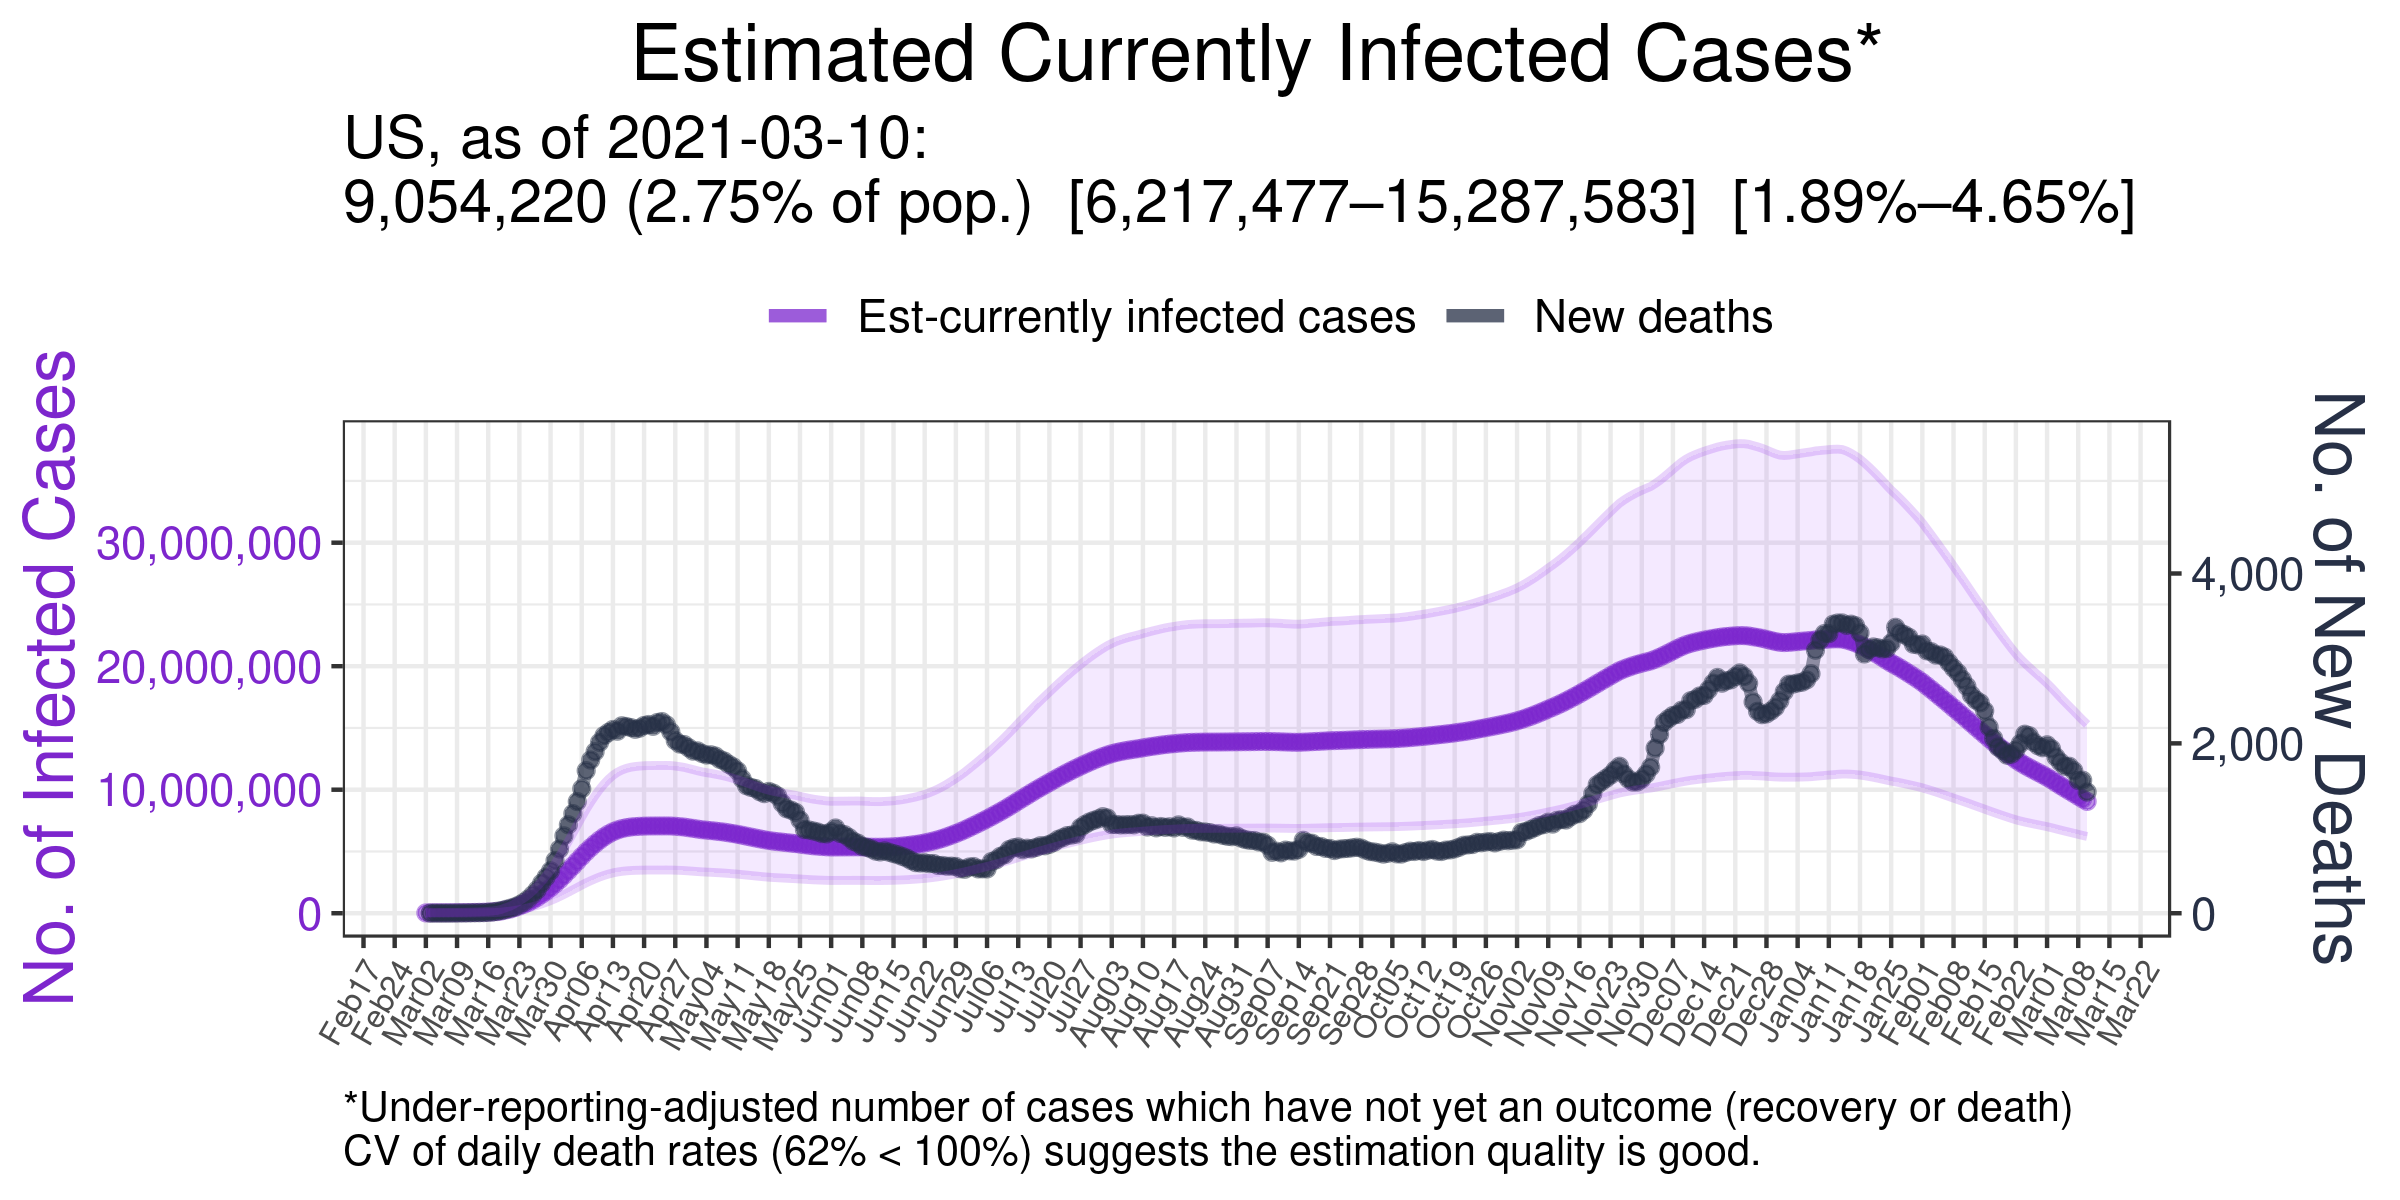 Estimated Currently Infected Cases*
US, as of 2021-03-10:
9,054,220 (2.75% of pop.)  [6,217,477–15,287,583]  [1.89%–4.65%]
Est-currently infected cases
New deaths
No. of Infected Cases
30,000,000
20,000,000
10,000,000
0
4,000
2,000
0
No. of New Deaths
Feb17
Feb24
Mar02
Mar09
Mar16
Mar23
Mar30
Apr06
Apr13
Apr20
Apr27
May04
May11
May18
May25
Jun01
Jun08
Jun15
Jun22
Jun29
Jul06
Jul13
Jul20
Jul27
Aug03
Aug10
Aug17
Aug24
Aug31
Sep07
Sep14
Sep21
Sep28
Oct05
Oct12
Oct19
Oct26
Nov02
Nov09
Nov16
Nov23
Nov30
Dec07
Dec14
Dec21
Dec28
Jan04
Jan11
Jan18
Jan25
Feb01
Feb08
Feb15
Feb22
Mar01
Mar08
Mar15
Mar22
*Under-reporting-adjusted number of cases which have not yet an outcome (recovery or death)
CV of daily death rates (62% < 100%) suggests the estimation quality is good.